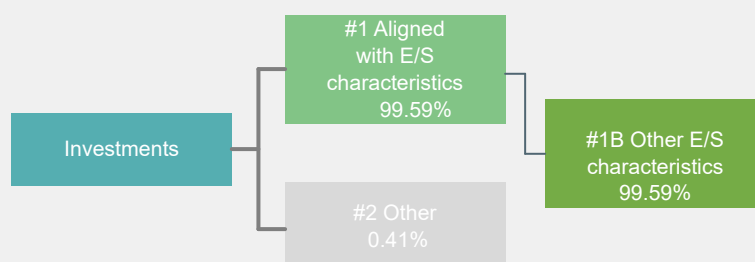 #1 Aligned
with E/S
characteristics
99.59%
Investments
#1B Other E/S
characteristics
99.59%
#2 Other
0.41%